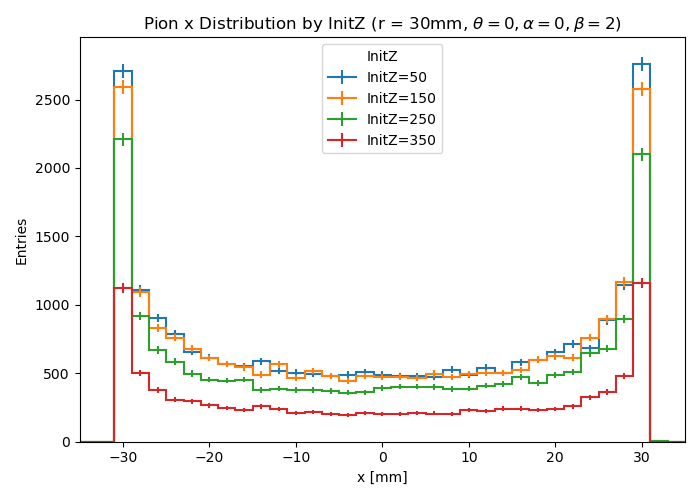 Pion x Distribution by InitZ (r = 30mm, θ = 0, α = 0, β = 2)
InitZ
InitZ=50
InitZ=150
InitZ=250
InitZ=350
Entries
2500
2000
1500
1000
500
0
−30
−20
−10
0
10
20
30
x [mm]